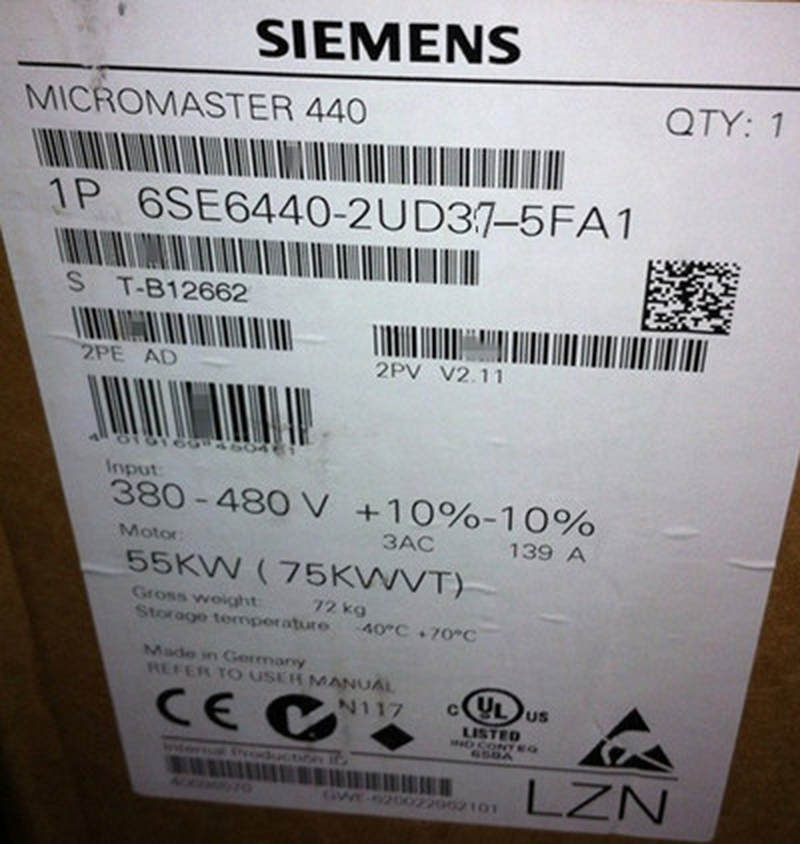 SIEMENS
MICROMASTER 440
QTY: 1
1P 6SE6440-2UD37-5FA1
S T-B12662
2PE AD
2PV V2.11
Input:
380-480 V +10%-10%
3AC 139 A
Motor:
55KW (75KWVT)
Gross weight: 72 kg
Storage temperature -40°C +70°C
Made in Germany
REFER TO USER MANUAL
CE N117
C UL US
LISTED
IND CONT EQ
Internal Production ID
LZN